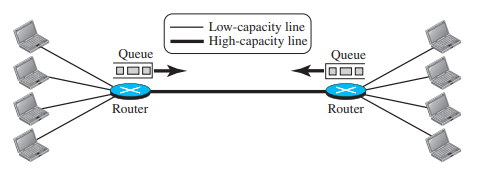 Low-capacity line
High-capacity line
Queue
Queue
Router
Router